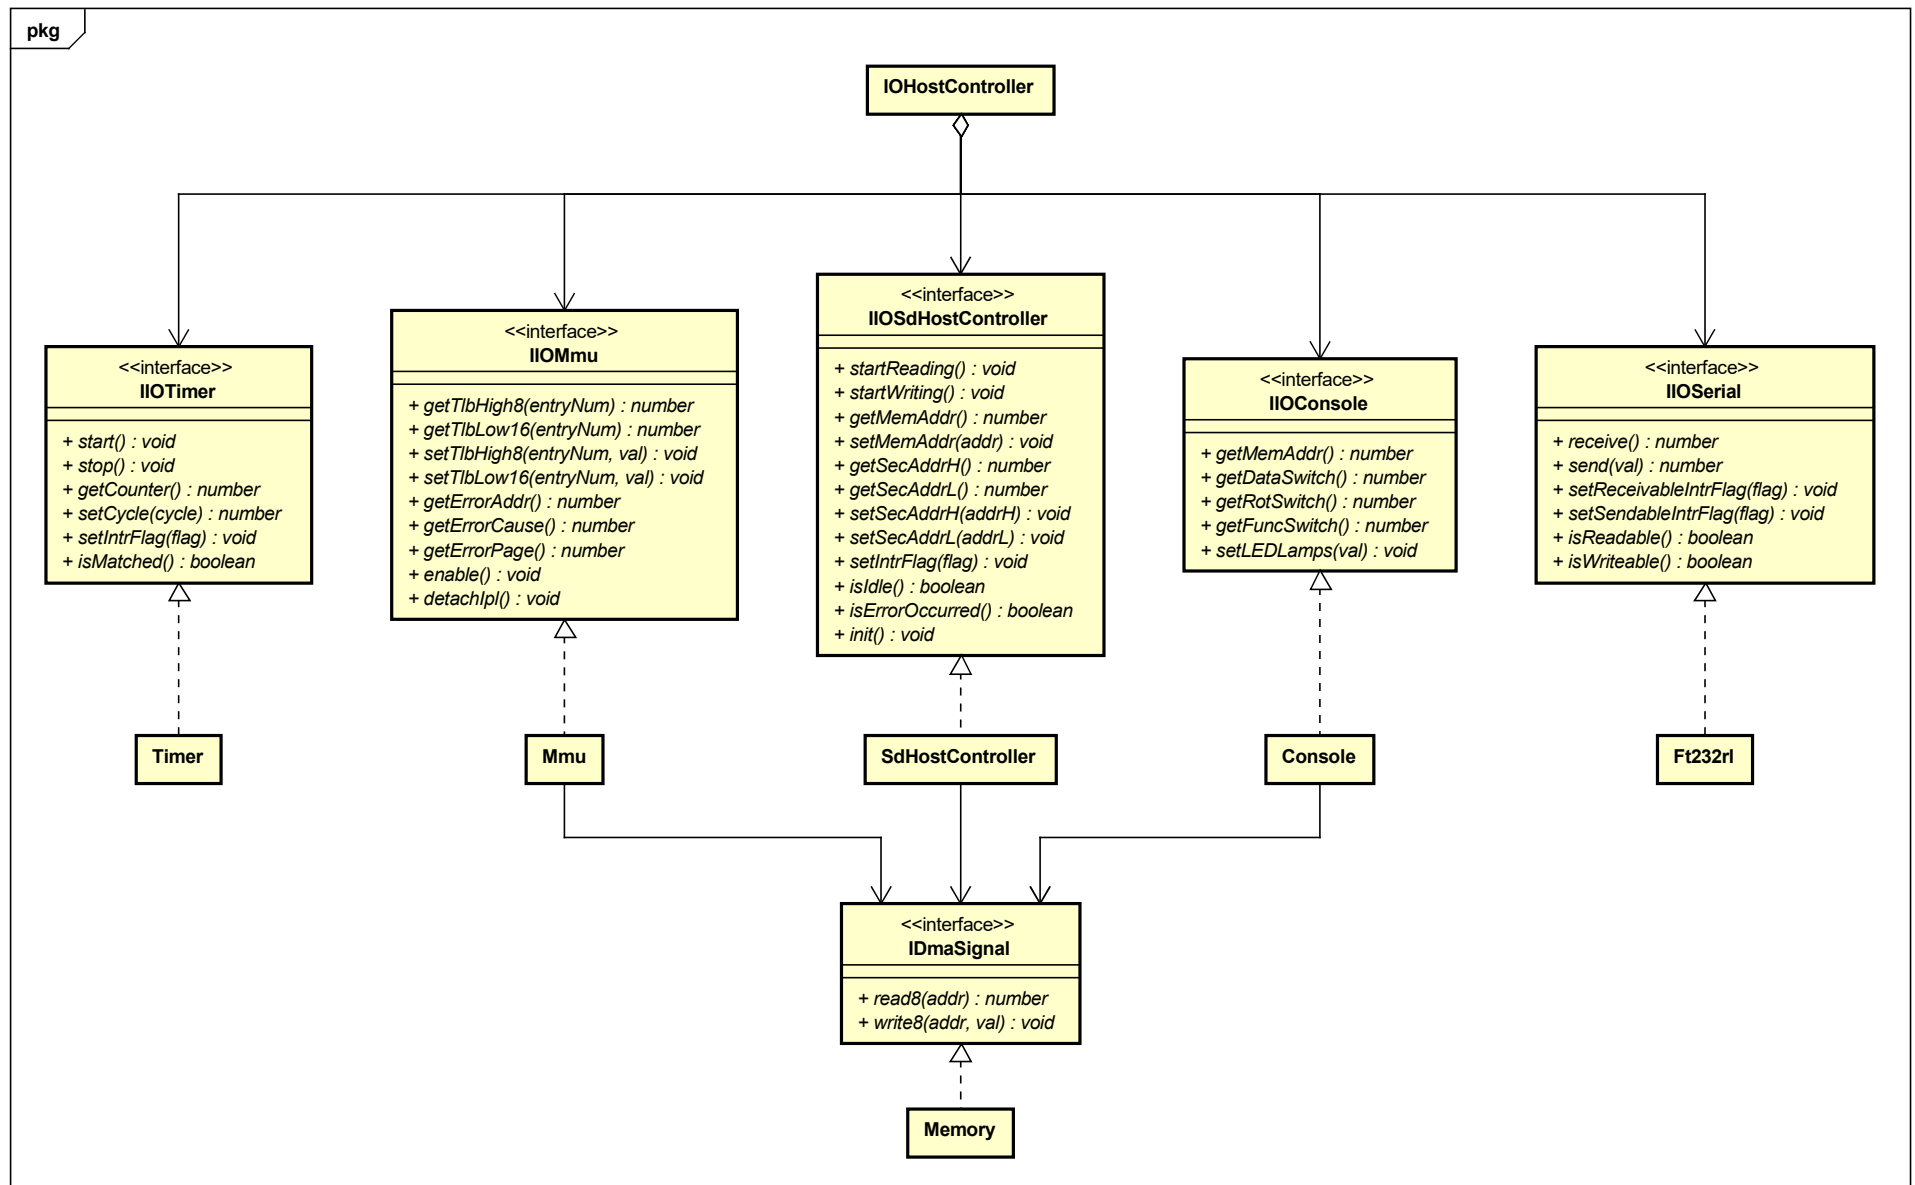 pkg
IOHostController
<<interface>>
IIOTimer
+ start() : void
+ stop() : void
+ getCounter() : number
+ setCycle(cycle) : number
+ setIntrFlag(flag) : void
+ isMatched() : boolean
<<interface>>
IIOMmu
+ getTlbHigh8(entryNum) : number
+ getTlbLow16(entryNum) : number
+ setTlbHigh8(entryNum, val) : void
+ setTlbLow16(entryNum, val) : void
+ getErrorAddr() : number
+ getErrorCause() : number
+ getErrorPage() : number
+ enable() : void
+ detachIpl() : void
<<interface>>
IIOSdHostController
+ startReading() : void
+ startWriting() : void
+ getMemAddr() : number
+ setMemAddr(addr) : void
+ getSecAddrH() : number
+ getSecAddrL() : number
+ setSecAddrH(addrH) : void
+ setSecAddrL(addrL) : void
+ setIntrFlag(flag) : void
+ isIdle() : boolean
+ isErrorOccurred() : boolean
+ init() : void
<<interface>>
IIOConsole
+ getMemAddr() : number
+ getDataSwitch() : number
+ getRotSwitch() : number
+ getFuncSwitch() : number
+ setLEDLamps(val) : void
<<interface>>
IIOSerial
+ receive() : number
+ send(val) : number
+ setReceivableIntrFlag(flag) : void
+ setSendableIntrFlag(flag) : void
+ isReadable() : boolean
+ isWriteable() : boolean
Timer
Mmu
SdHostController
Console
Ft232rl
<<interface>>
IDmaSignal
+ read8(addr) : number
+ write8(addr, val) : void
Memory